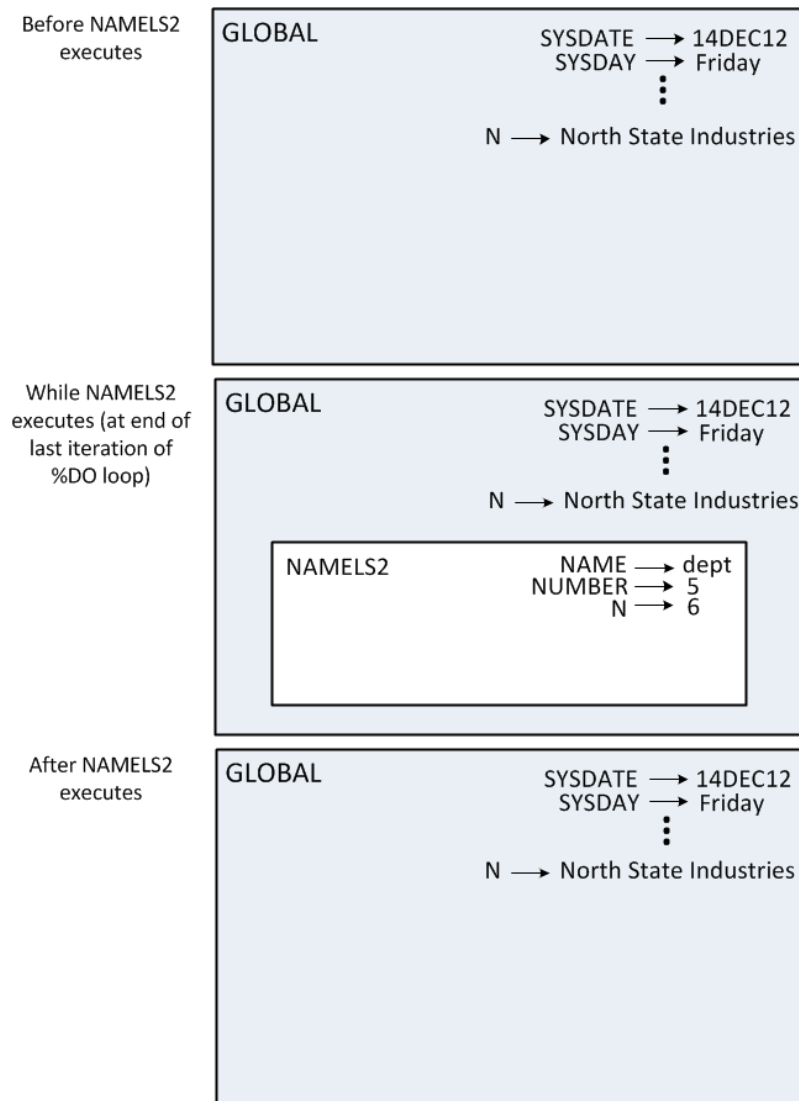 Before NAMELS2
executes
GLOBAL
SYSDATE → 14DEC12
SYSDAY → Friday
N → North State Industries
While NAMELS2
executes (at end of
last iteration of
%DO loop)
GLOBAL
SYSDATE → 14DEC12
SYSDAY → Friday
N → North State Industries
NAMELS2
NAME → dept
NUMBER → 5
N → 6
After NAMELS2
executes
GLOBAL
SYSDATE → 14DEC12
SYSDAY → Friday
N → North State Industries